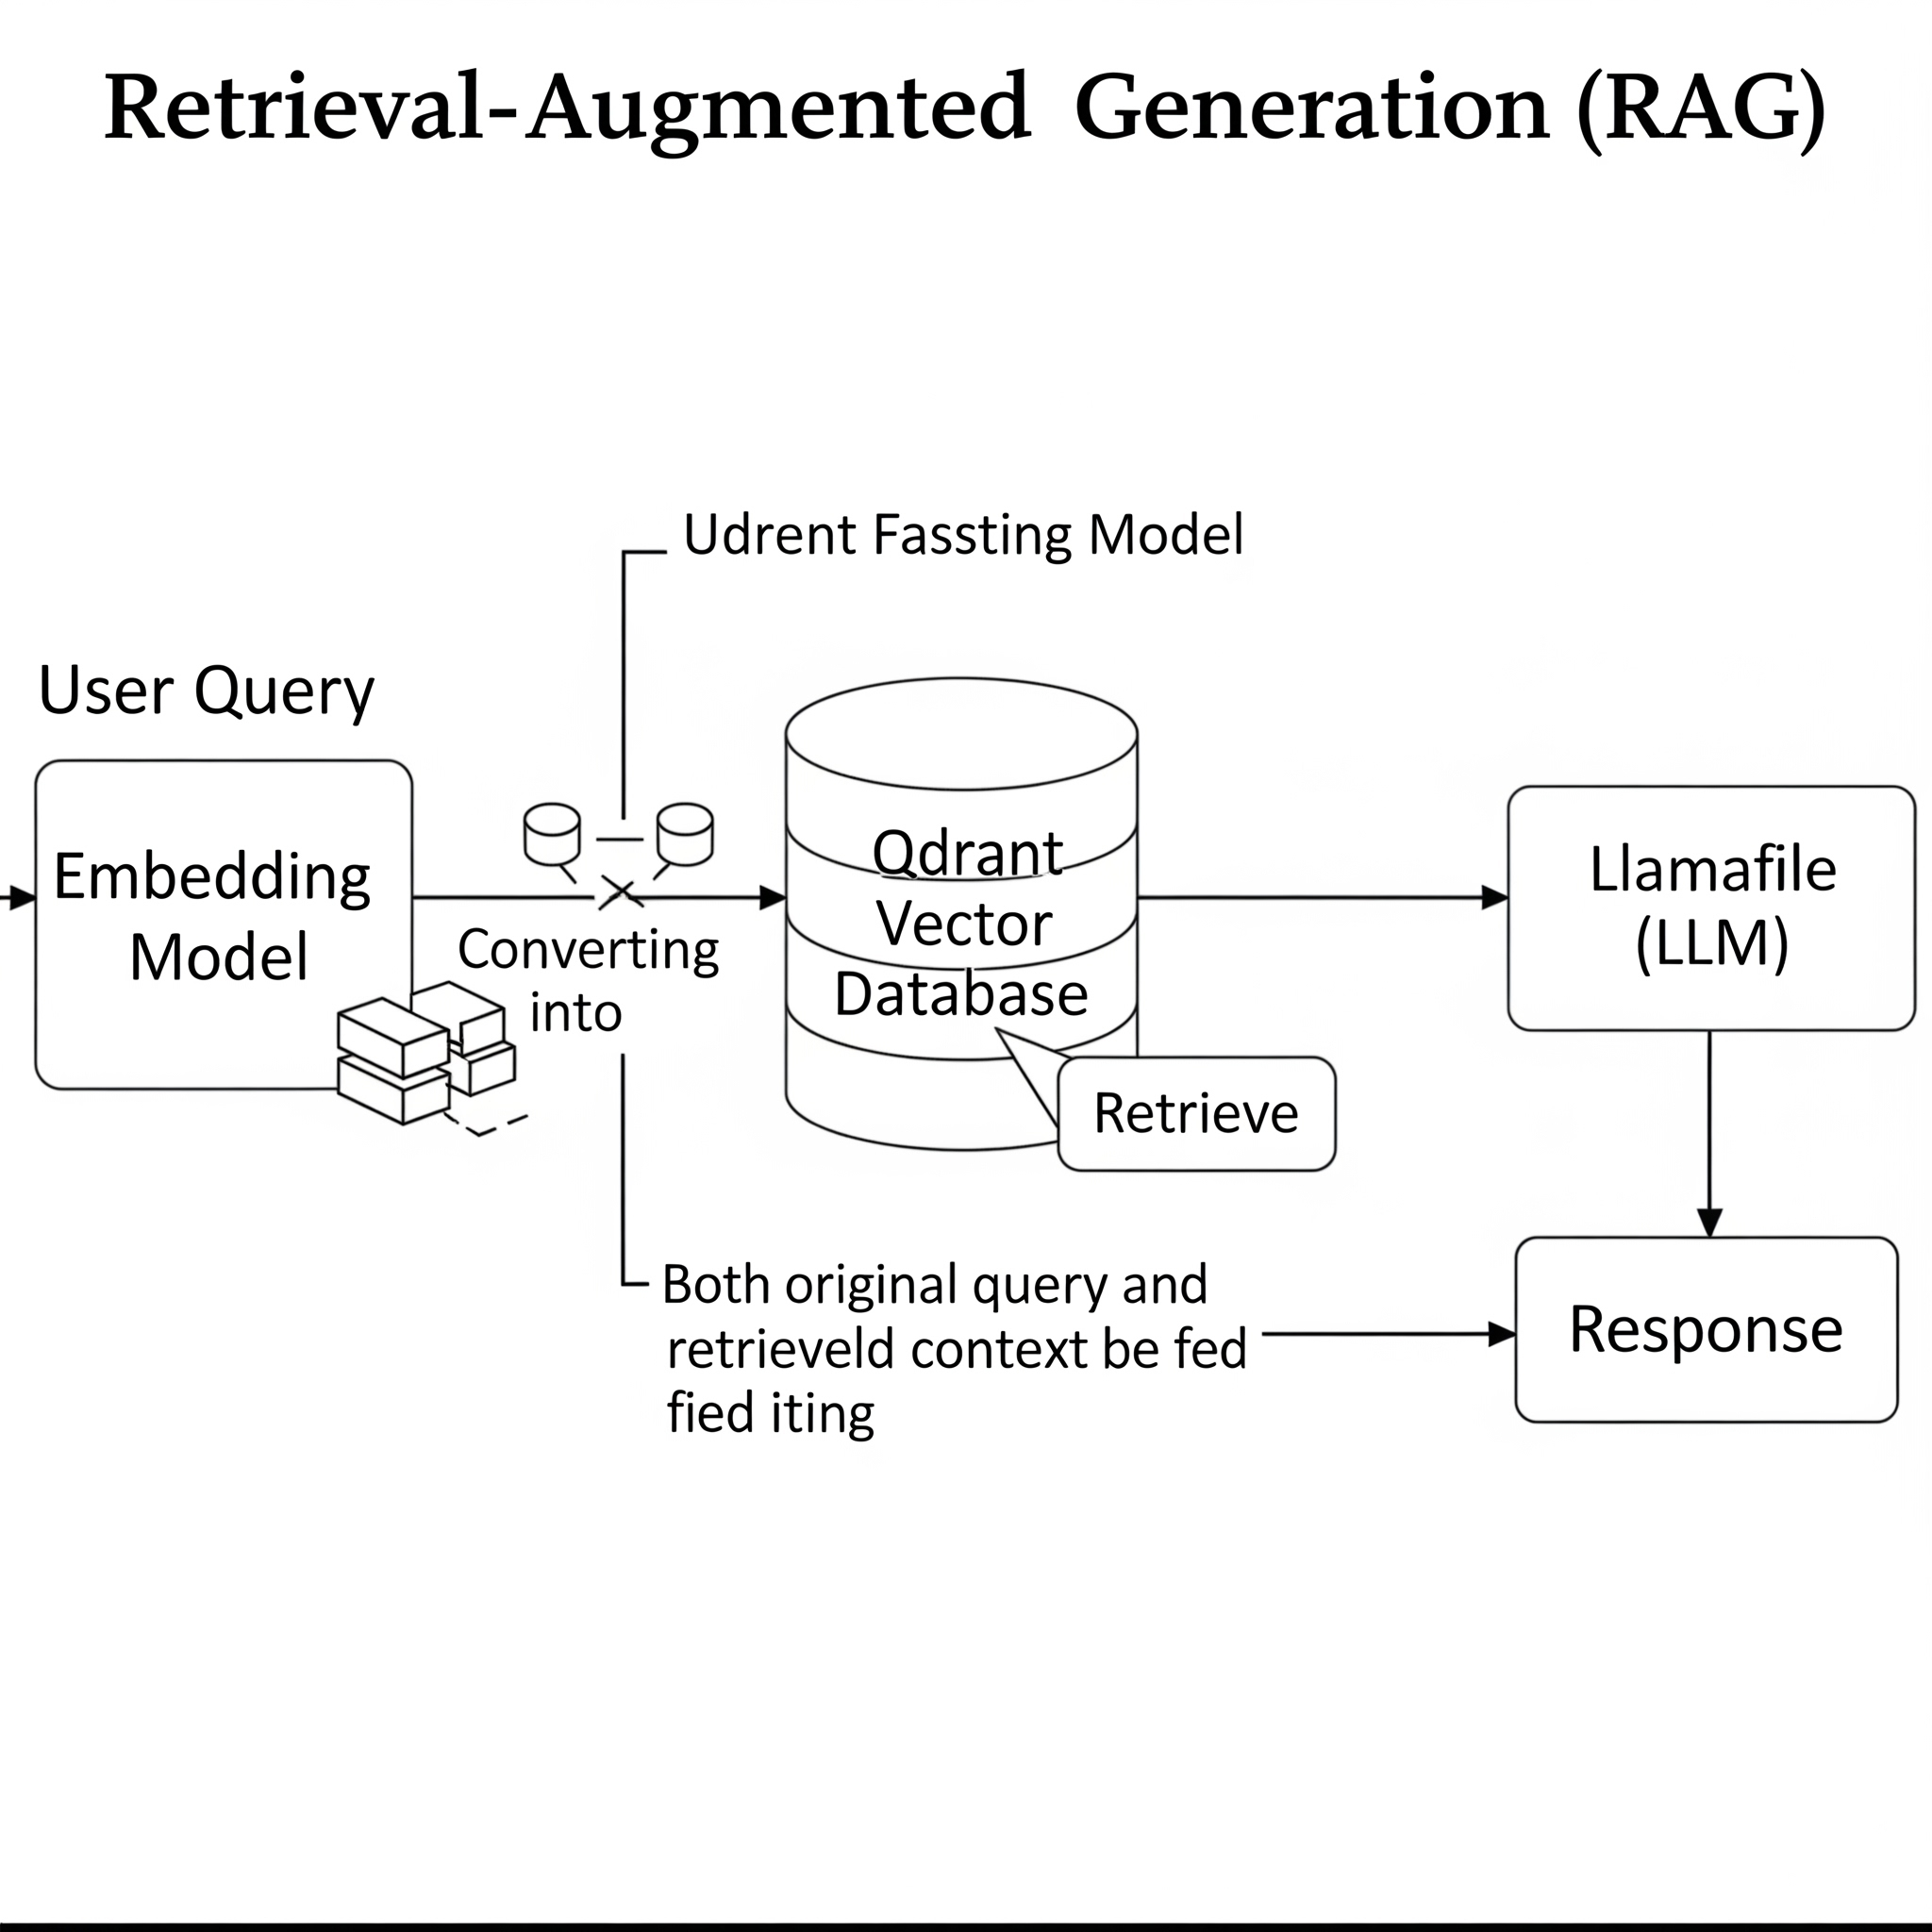 Retrieval-Augmented Generation (RAG)
Udrent Fassting Model
User Query
Embedding
Model
Converting
into
Qdrant
Vector
Database
Retrieve
Llamafile
(LLM)
Both original query and
retrieveld context be fed
fied iting
Response